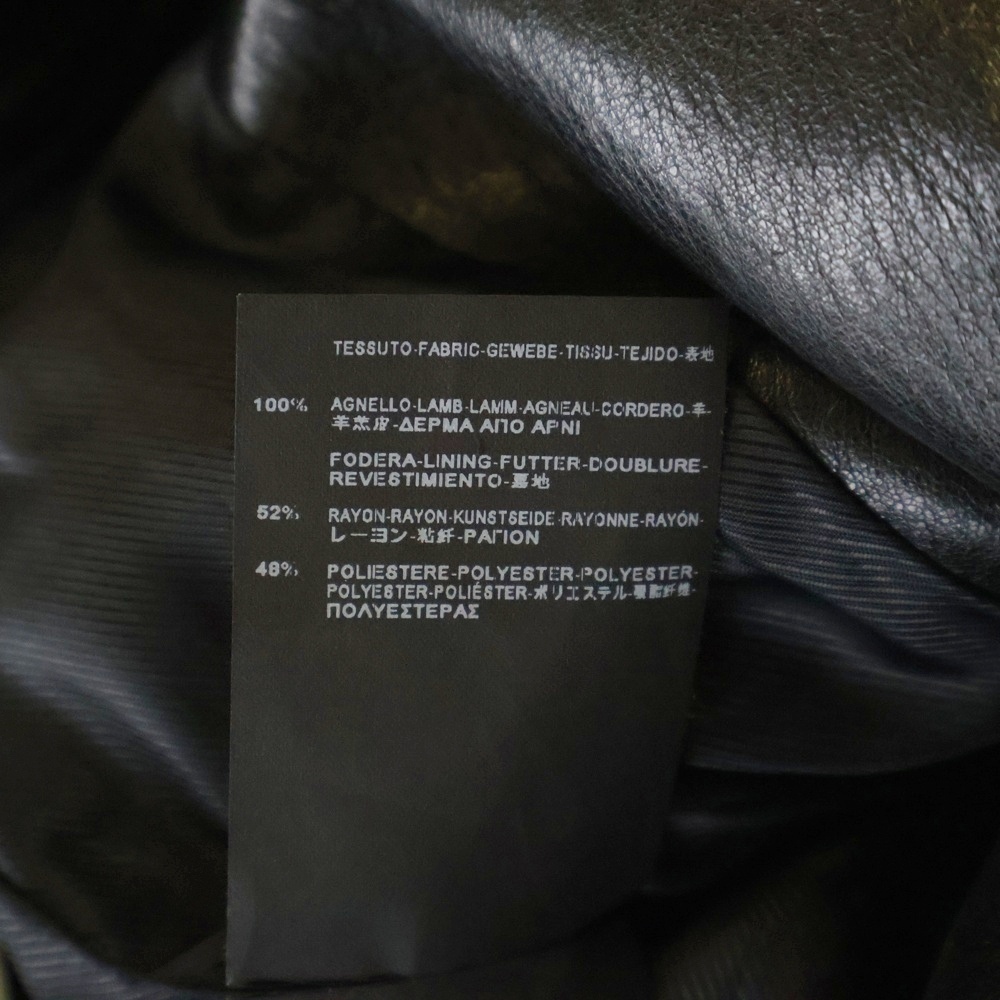 TESSUTO-FABRIC-GEWEBE-TISSU-TEJIDO-表地
100% AGNELLO-LAMB-LAMM-AGNEAU-CORDERO-羊-
羊羔皮-ΔΕΡΜΑ ΑΠΟ ΑΡΝΙ
FODERA-LINING-FUTTER-DOUBLURE-
REVESTIMIENTO-裏地
52% RAYON-RAYON-KUNSTSEIDE-RAYONNE-RAYÓN-
レーヨン-粘纤-ΡΑΓΙΟΝ
48% POLIESTERE-POLYESTER-POLYESTER-
POLYESTER-POLIÉSTER-ポリエステル-聚酯纤维-
ΠΟΛΥΕΣΤΕΡΑΣ